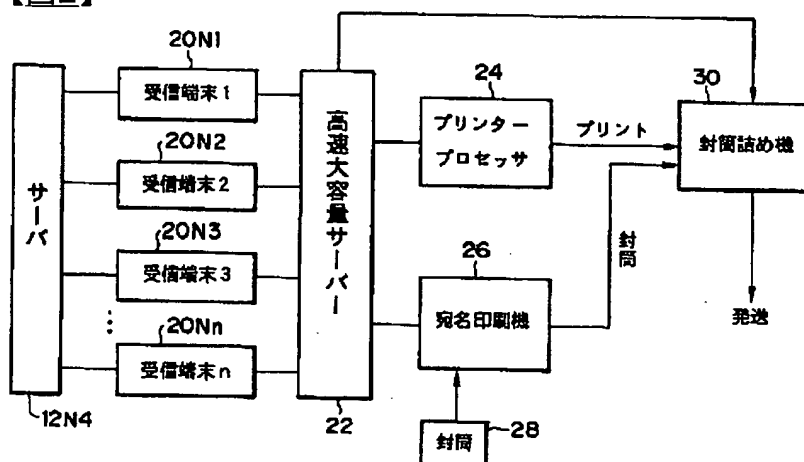 20N1
受信端末1
20N2
受信端末2
20N3
受信端末3
20Nn
受信端末n
サーバ
12N4
高速大容量サーバー
22
24
プリンター
プロセッサ
プリント
30
封筒詰め機
26
宛名印刷機
封筒
発送
封筒
28